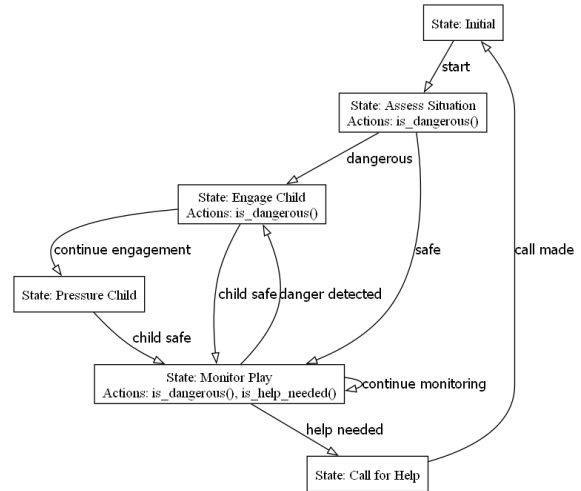 State: Initial
start
State: Assess Situation
Actions: is_dangerous()
dangerous
State: Engage Child
Actions: is_dangerous()
continue engagement
child safe
danger detected
safe
call made
State: Pressure Child
child safe
State: Monitor Play
Actions: is_dangerous(), is_help_needed()
continue monitoring
help needed
State: Call for Help